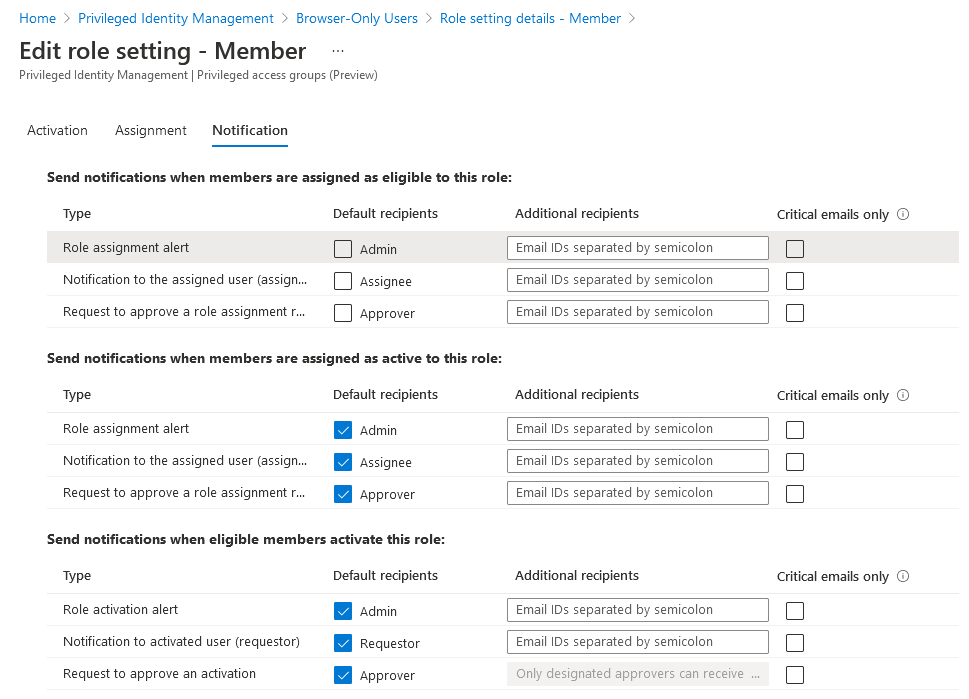 Home > Privileged Identity Management > Browser-Only Users > Role setting details - Member >
Edit role setting - Member ...
Privileged Identity Management | Privileged access groups (Preview)
Activation Assignment Notification
Send notifications when members are assigned as eligible to this role:
Type Default recipients Additional recipients Critical emails only
Role assignment alert Admin Email IDs separated by semicolon
Notification to the assigned user (assign... Assignee Email IDs separated by semicolon
Request to approve a role assignment r... Approver Email IDs separated by semicolon
Send notifications when members are assigned as active to this role:
Type Default recipients Additional recipients Critical emails only
Role assignment alert Admin Email IDs separated by semicolon
Notification to the assigned user (assign... Assignee Email IDs separated by semicolon
Request to approve a role assignment r... Approver Email IDs separated by semicolon
Send notifications when eligible members activate this role:
Type Default recipients Additional recipients Critical emails only
Role activation alert Admin Email IDs separated by semicolon
Notification to activated user (requestor) Requestor Email IDs separated by semicolon
Request to approve an activation Approver Only designated approvers can receive ...